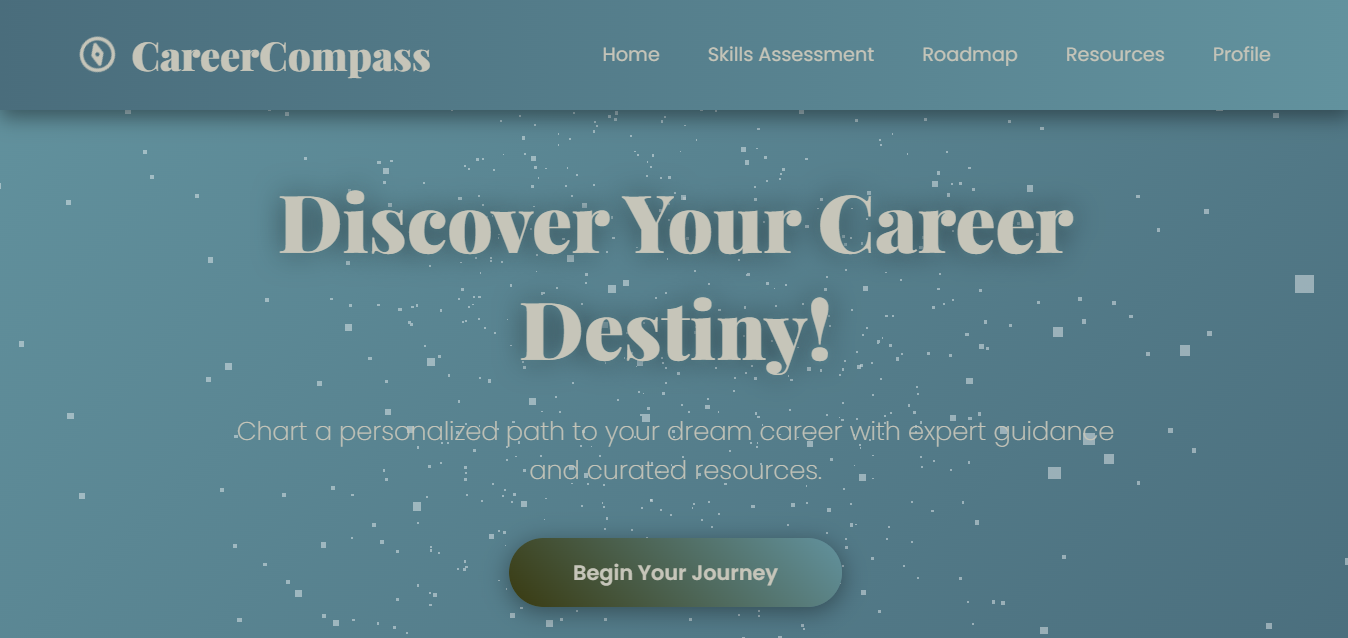 CareerCompass
Home Skills Assessment Roadmap Resources Profile
Discover Your Career
Destiny!
Chart a personalized path to your dream career with expert guidance
and curated resources.
Begin Your Journey